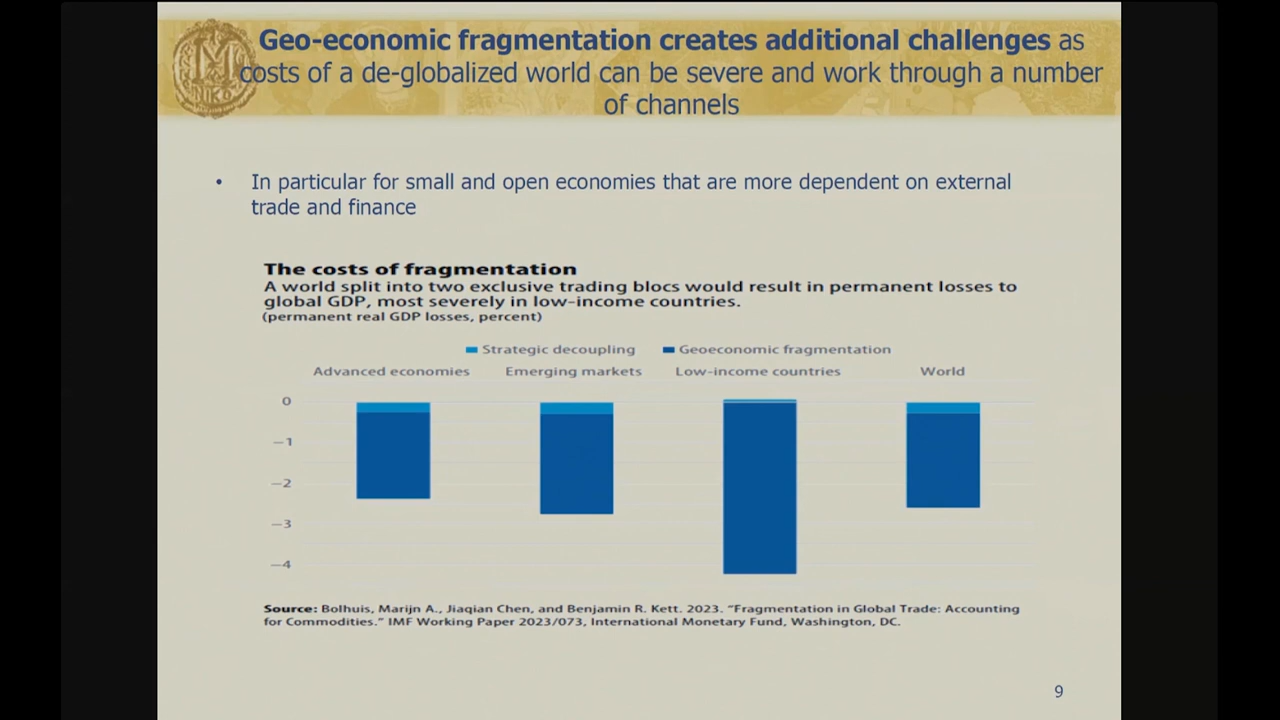 Geo-economic fragmentation creates additional challenges as
costs of a de-globalized world can be severe and work through a number
of channels
• In particular for small and open economies that are more dependent on external
trade and finance
The costs of fragmentation
A world split into two exclusive trading blocs would result in permanent losses to
global GDP, most severely in low-income countries.
(permanent real GDP losses, percent)
Strategic decoupling Geoeconomic fragmentation
Advanced economies Emerging markets Low-income countries World
0
−1
−2
−3
−4
Source: Bolhuis, Marijn A., Jiaqian Chen, and Benjamin R. Kett. 2023. “Fragmentation in Global Trade: Accounting
for Commodities.” IMF Working Paper 2023/073, International Monetary Fund, Washington, DC.
9